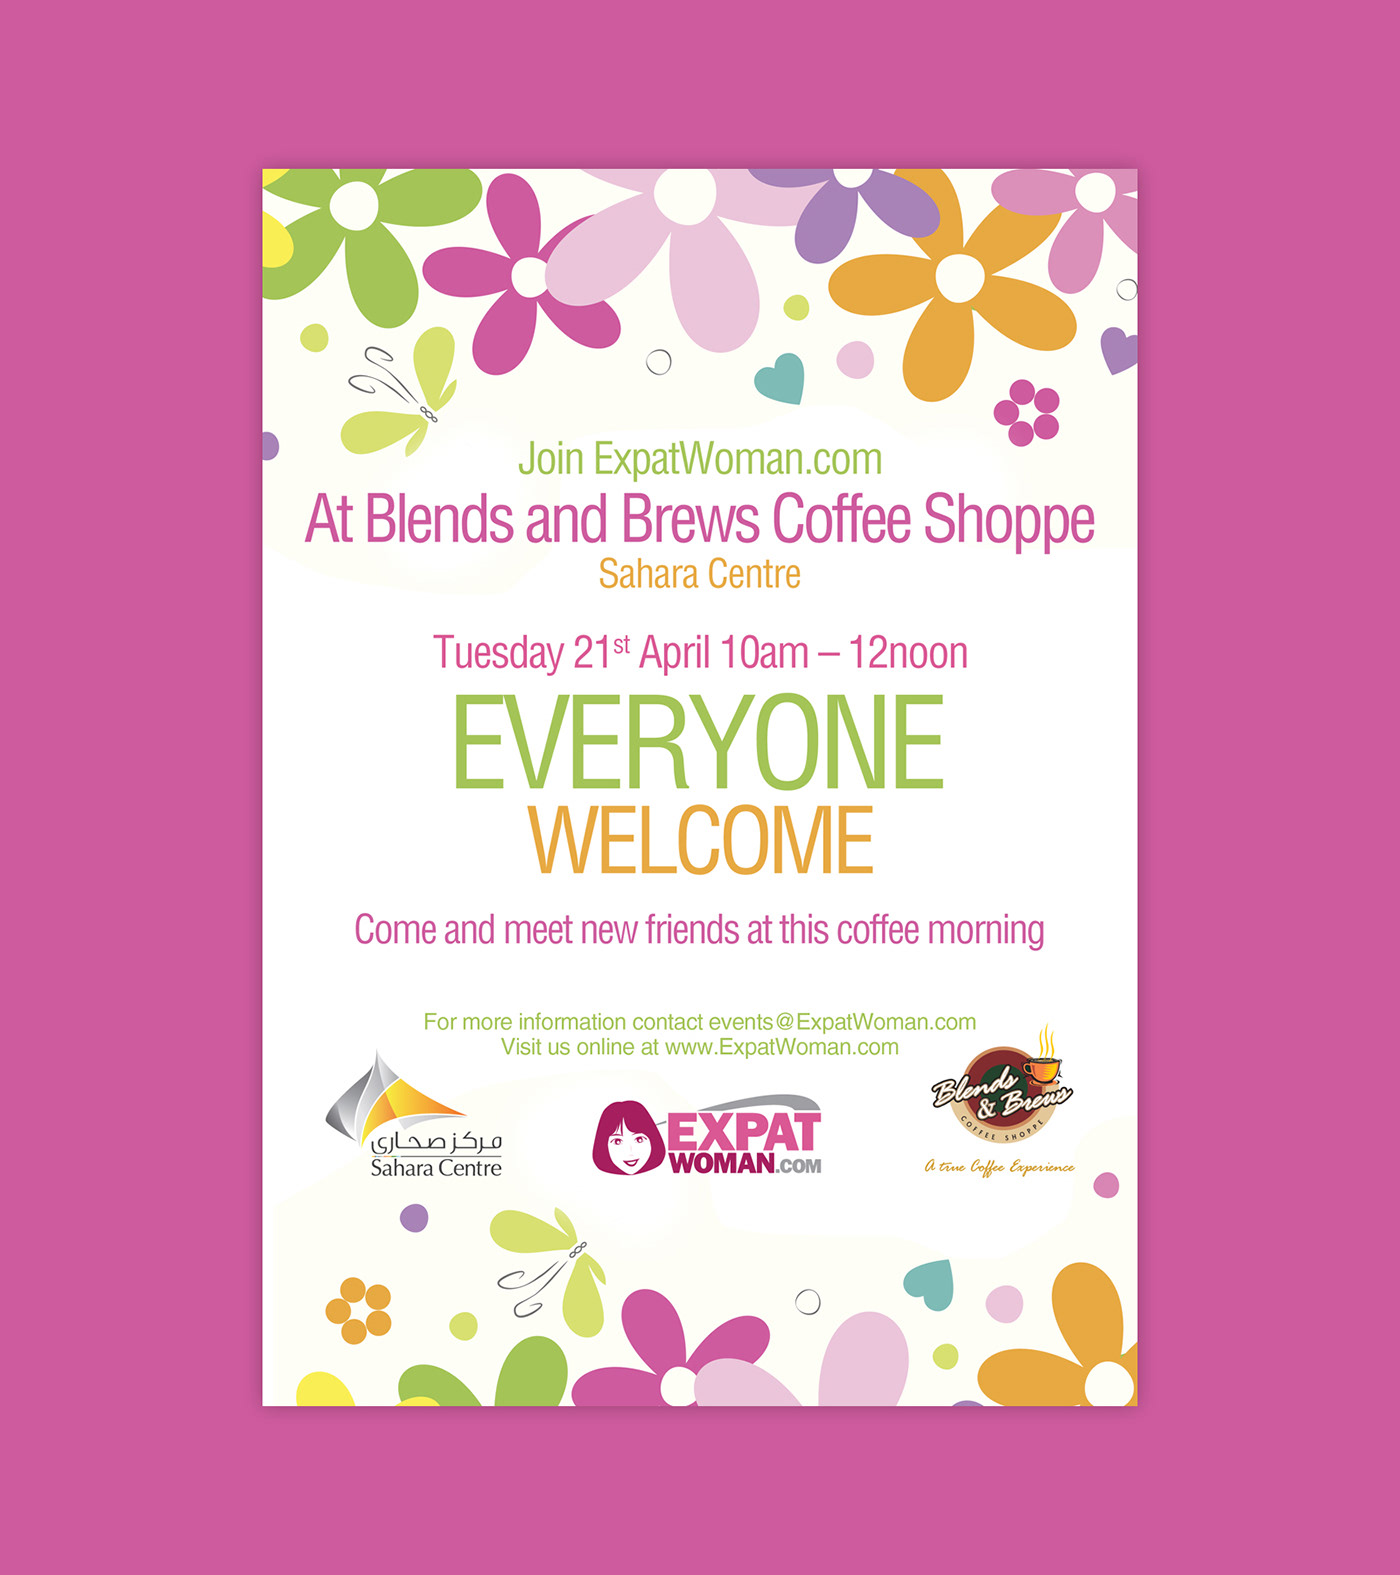 Join ExpatWoman.com
At Blends and Brews Coffee Shoppe
Sahara Centre
Tuesday 21st April 10am – 12noon
EVERYONE
WELCOME
Come and meet new friends at this coffee morning
For more information contact events@ExpatWoman.com
Visit us online at www.ExpatWoman.com
مركز صحارى
Sahara Centre
EXPAT
WOMAN.COM
Blends
& Brews
COFFEE SHOPPE
A true Coffee Experience